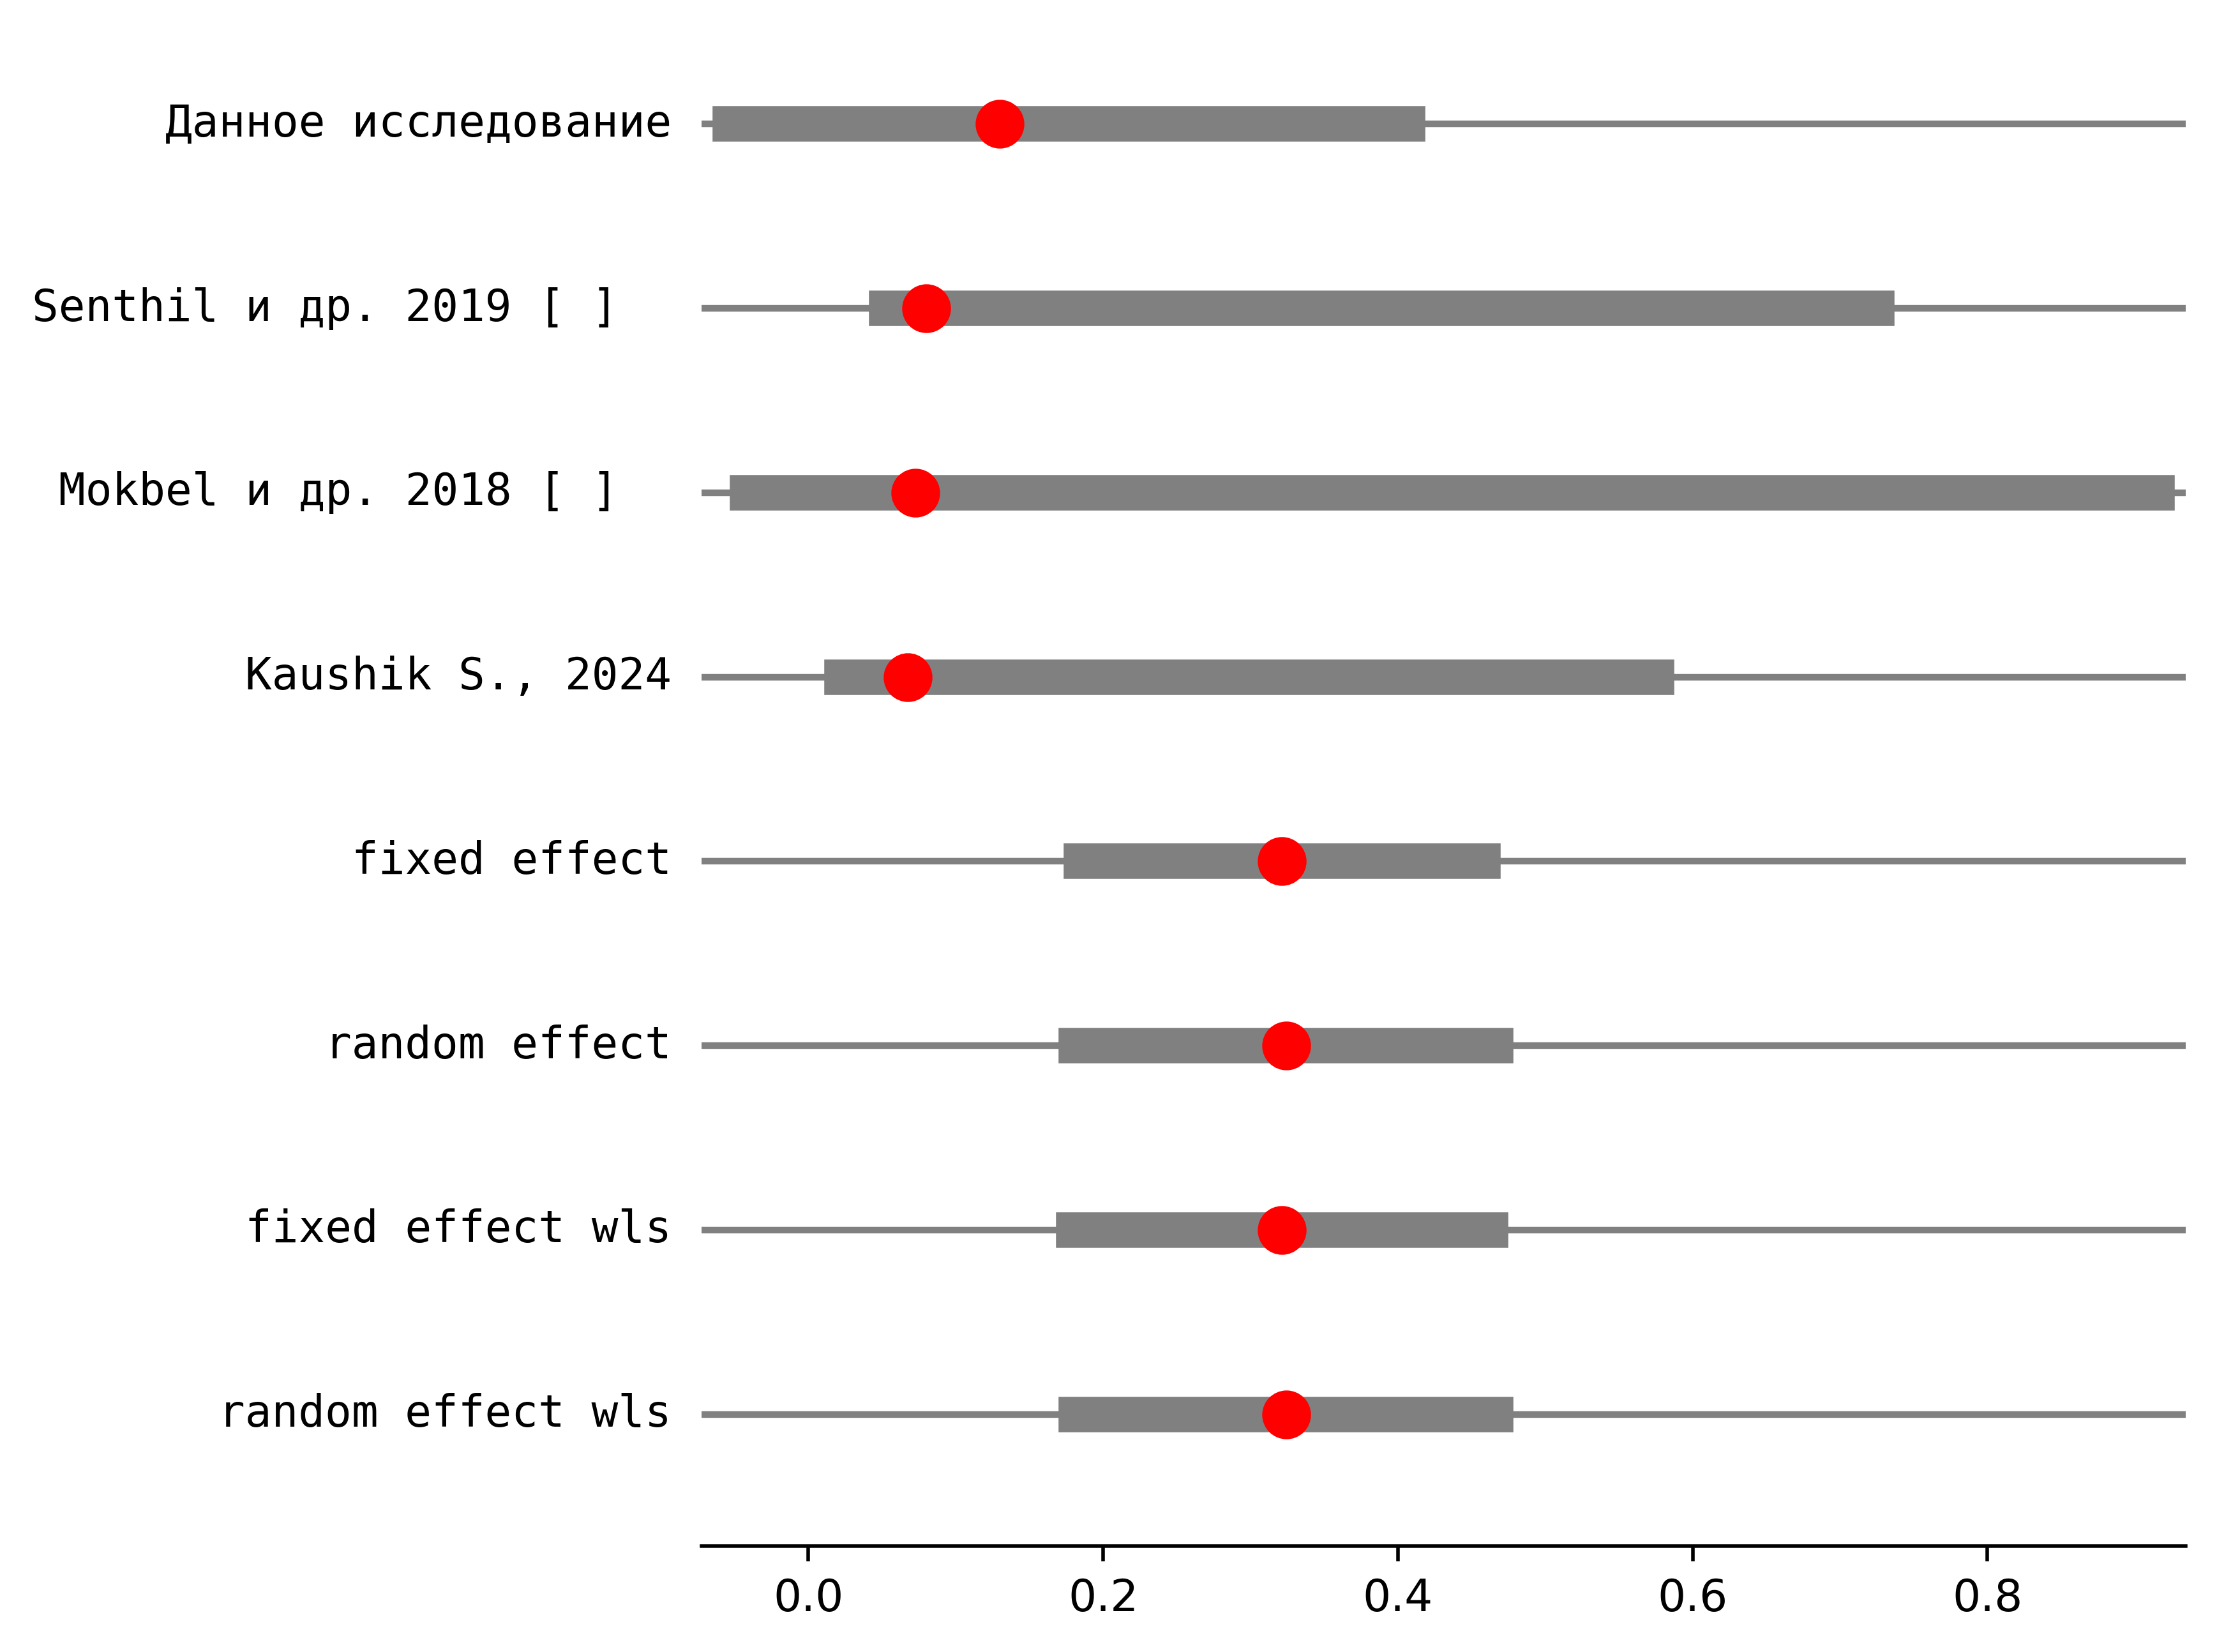 Данное исследование
Senthil и др. 2019 [ ]
Mokbel и др. 2018 [ ]
Kaushik S., 2024
fixed effect
random effect
fixed effect wls
random effect wls
0.0 0.2 0.4 0.6 0.8